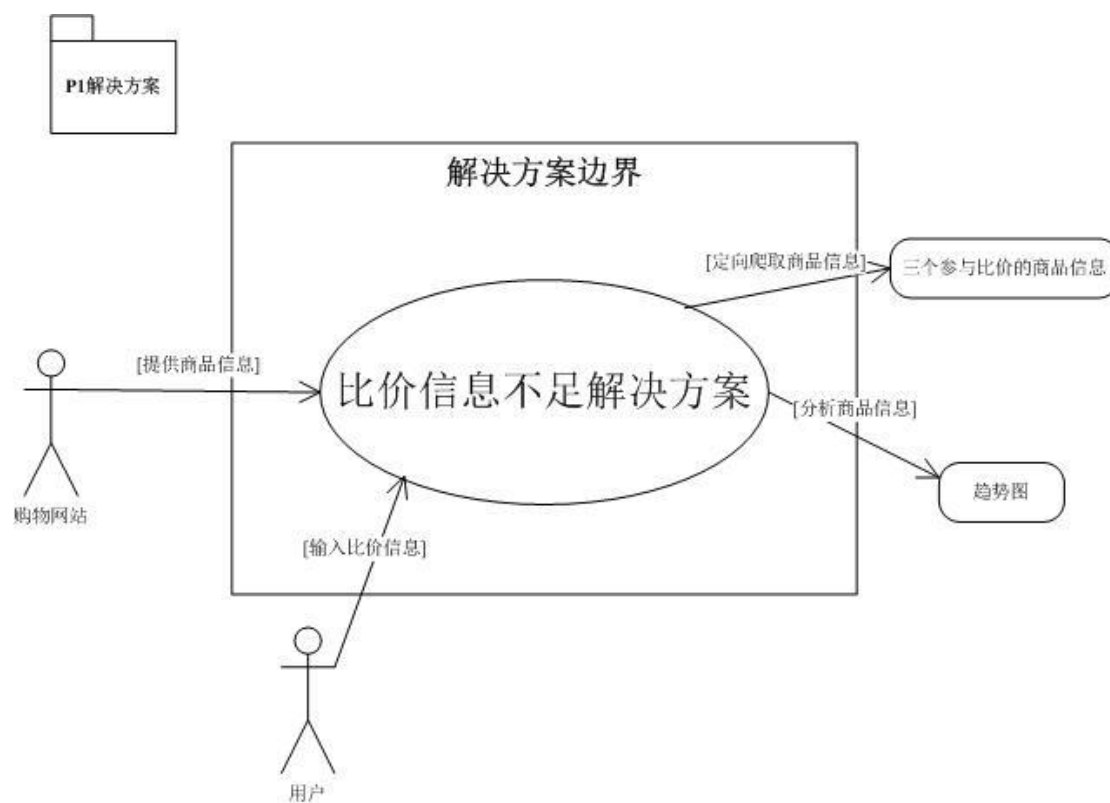 P1解决方案
解决方案边界
[定向爬取商品信息]
三个参与比价的商品信息
[提供商品信息]
比价信息不足解决方案
[分析商品信息]
趋势图
购物网站
[输入比价信息]
用户